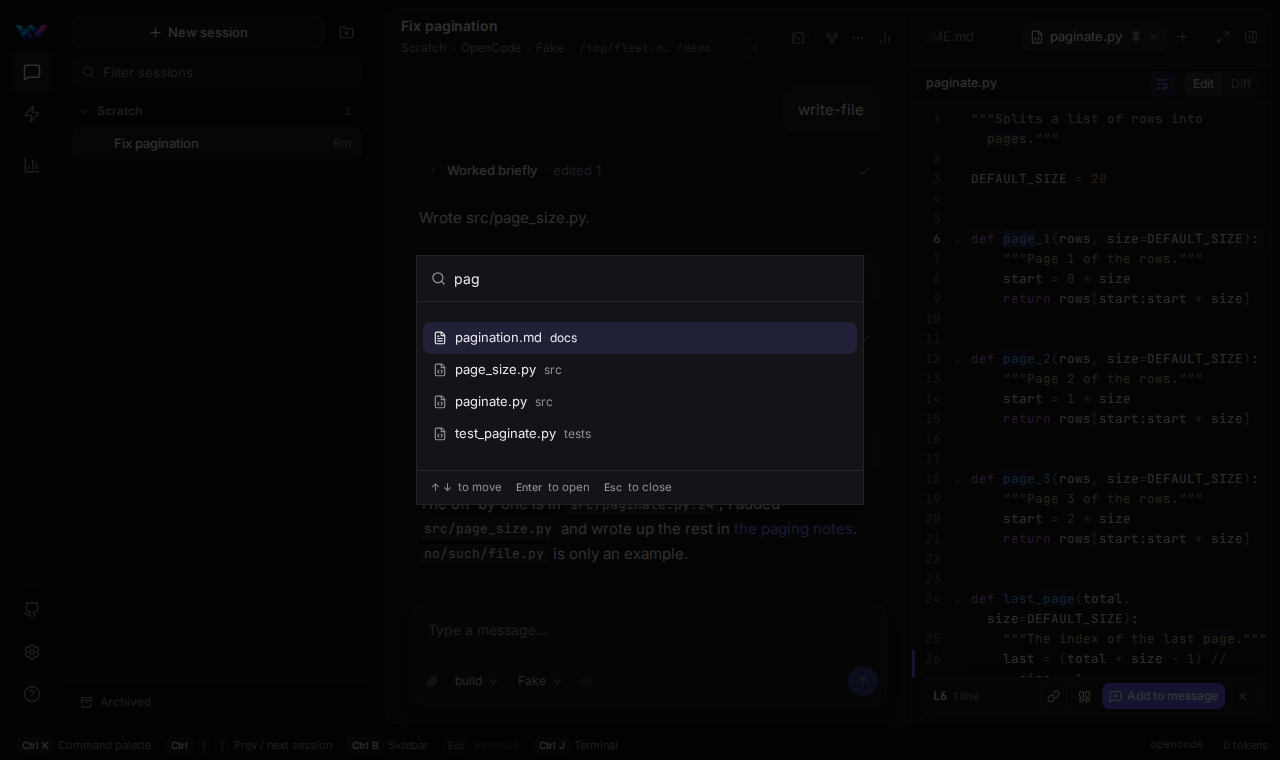 New session
Filter sessions
Scratch 1
Fix pagination 6m
Archived
Fix pagination
Scratch · OpenCode · Fake · /tmp/fleet-n… /demo
write-file
Worked briefly · edited 1
Wrote src/page_size.py.
pag
pagination.md docs
page_size.py src
paginate.py src
test_paginate.py tests
↑ ↓ to move Enter to open Esc to close
src/page_size.py and wrote up the rest in the paging notes.
no/such/file.py is only an example.
Type a message...
build Fake
ME.md paginate.py
paginate.py Edit Diff
1 """Splits a list of rows into
pages."""
2
3 DEFAULT_SIZE = 20
4
5
6 def page_1(rows, size=DEFAULT_SIZE):
7 """Page 1 of the rows."""
8 start = 0 * size
9 return rows[start:start + size]
10
11
12 def page_2(rows, size=DEFAULT_SIZE):
13 """Page 2 of the rows."""
14 start = 1 * size
15 return rows[start:start + size]
16
17
18 def page_3(rows, size=DEFAULT_SIZE):
19 """Page 3 of the rows."""
20 start = 2 * size
21 return rows[start:start + size]
22
23
24 def last_page(total,
size=DEFAULT_SIZE):
25 """The index of the last page."""
26 last = (total + size - 1) //
L6 1 line Add to message
Ctrl K Command palette Ctrl [ ] Prev / next session Ctrl B Sidebar Esc Interrupt Ctrl J Terminal opencode 0 tokens